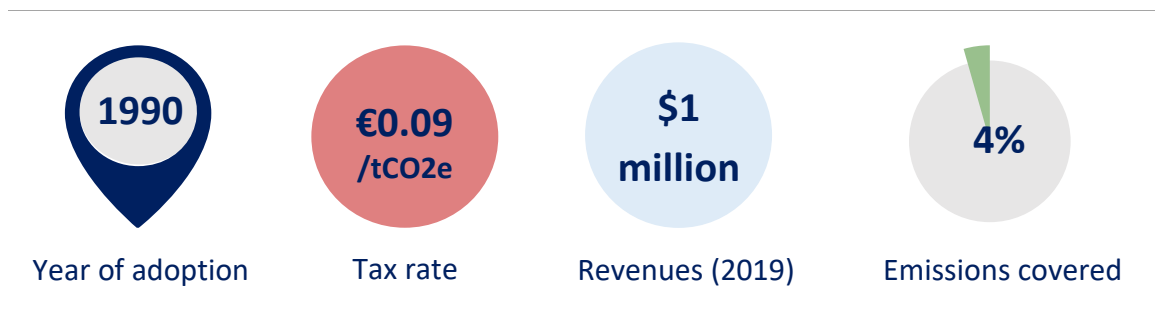 1990
€0.09
/tCO2e
$1
million
4%
Year of adoption
Tax rate
Revenues (2019)
Emissions covered